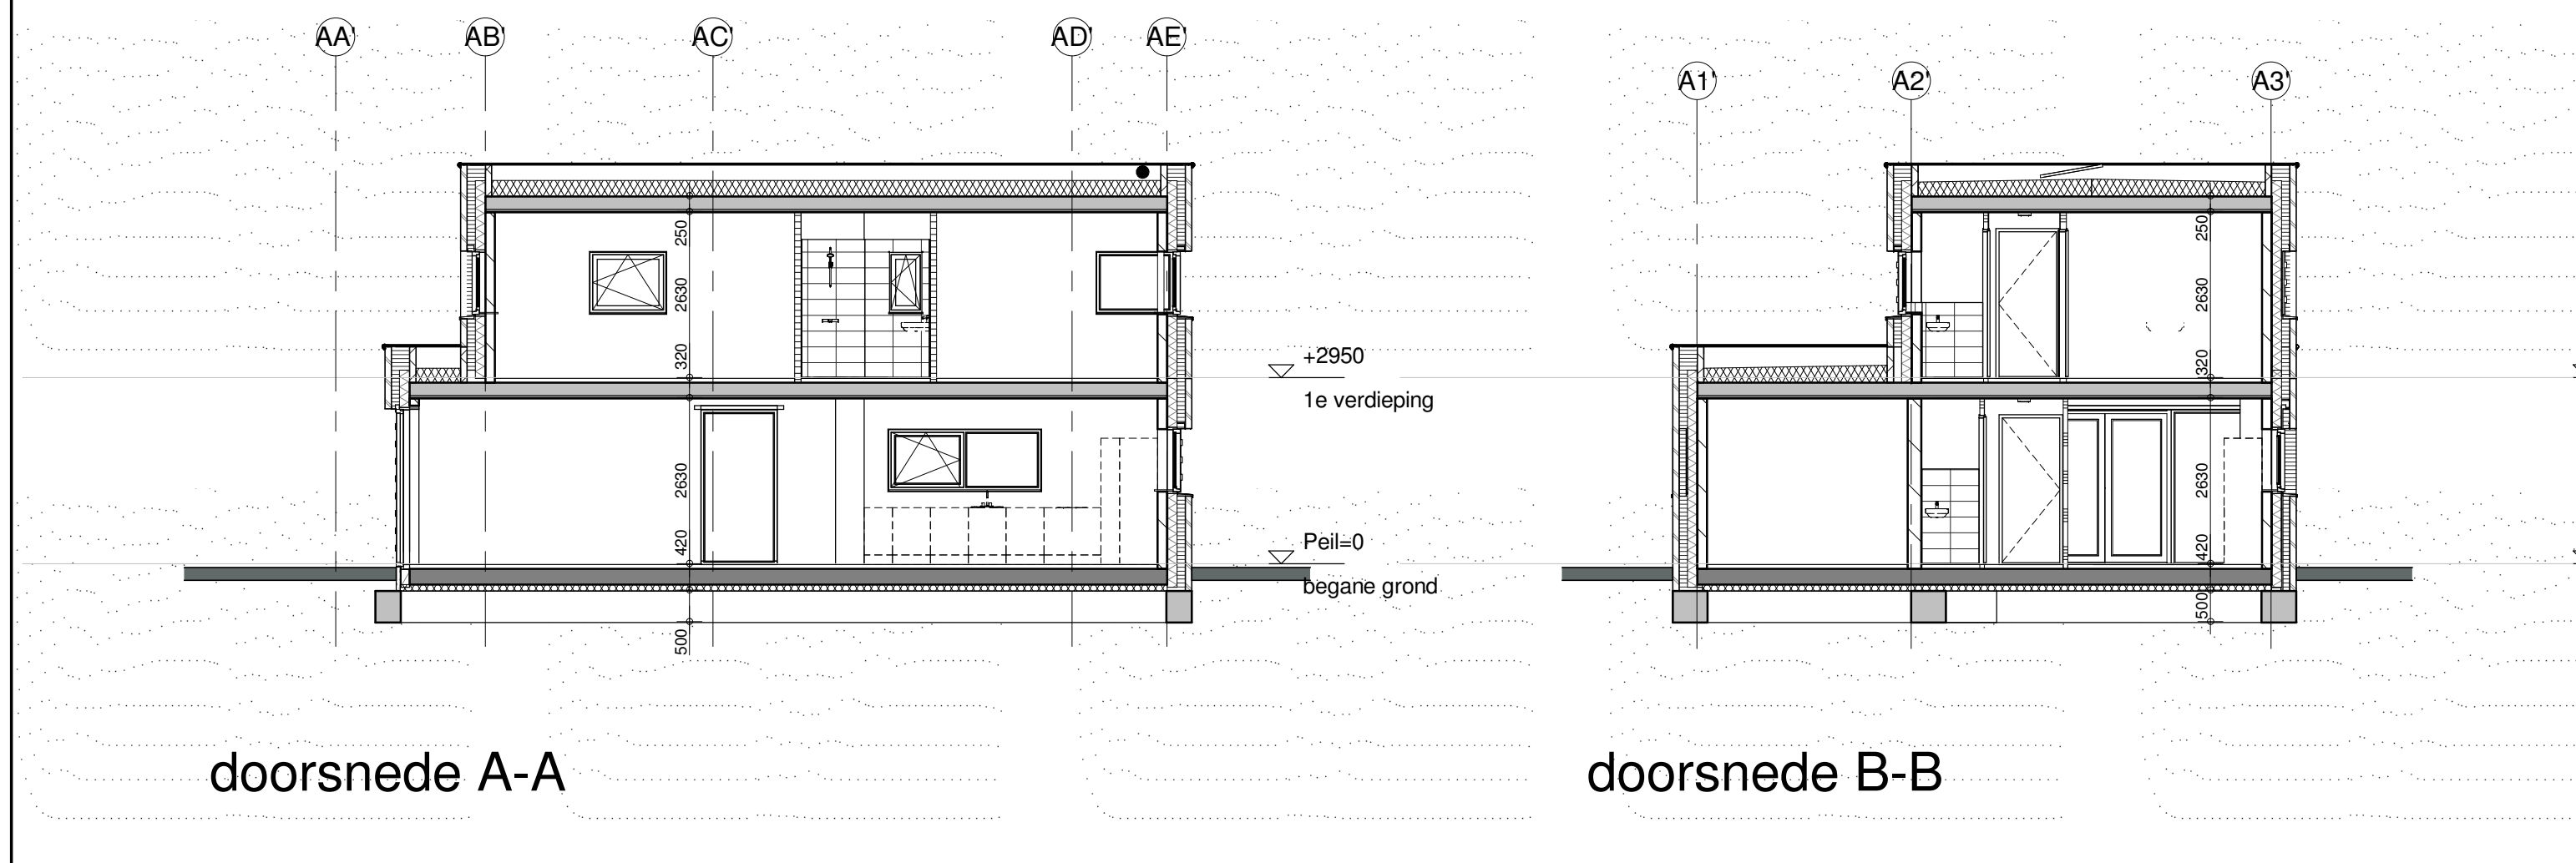 AA' AB' AC' AD' AE'
A1' A2' A3'
250
2630
320
2630
420
500
+2950
1e verdieping
Peil=0
begane grond
250
2630
320
2630
420
500
doorsnede A-A
doorsnede B-B